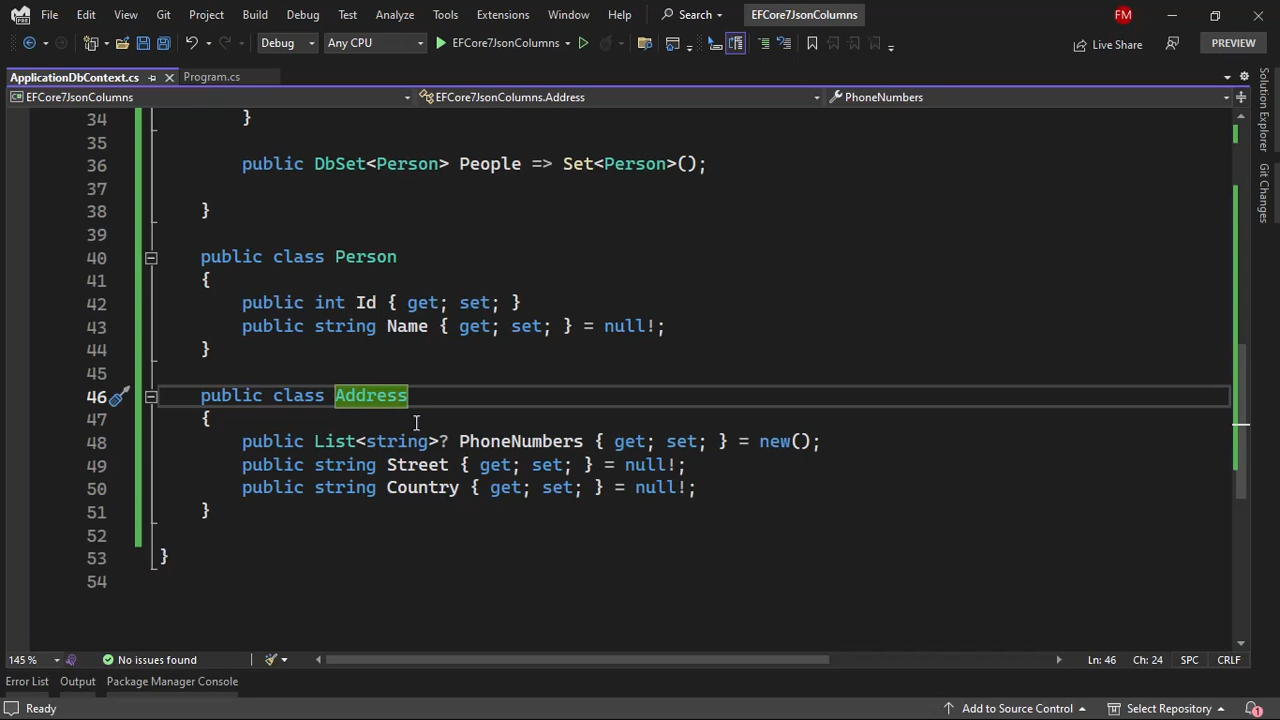 File Edit View Git Project Build Debug Test Analyze Tools Extensions Window Help Search EFCore7JsonColumns FM
Debug Any CPU EFCore7JsonColumns Live Share PREVIEW
ApplicationDbContext.cs Program.cs
EFCore7JsonColumns EFCore7JsonColumns.Address PhoneNumbers
34 }
35
36 public DbSet<Person> People => Set<Person>();
37
38 }
39
40 public class Person
41 {
42 public int Id { get; set; }
43 public string Name { get; set; } = null!;
44 }
45
46 public class Address
47 {
48 public List<string>? PhoneNumbers { get; set; } = new();
49 public string Street { get; set; } = null!;
50 public string Country { get; set; } = null!;
51 }
52
53 }
54
Solution Explorer
Git Changes
145 % No issues found Ln: 46 Ch: 24 SPC CRLF
Error List Output Package Manager Console
Ready Add to Source Control Select Repository 1